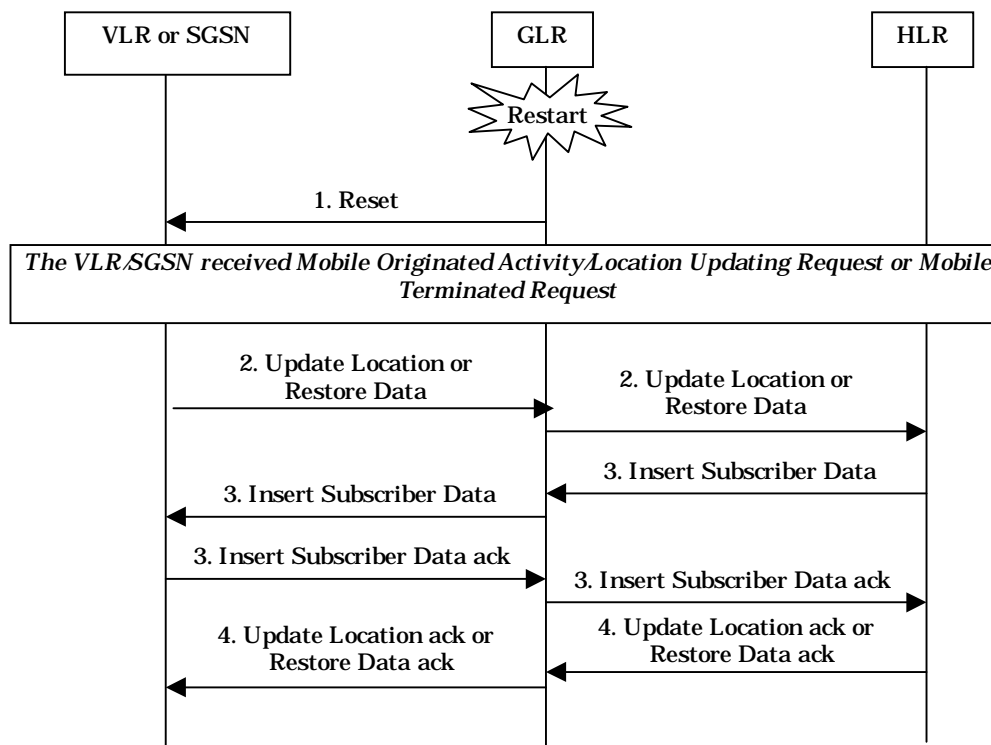 VLR or SGSN
GLR
HLR
Restart
1. Reset
The VLR/SGSN received Mobile Originated Activity/Location Updating Request or Mobile
Terminated Request
2. Update Location or
Restore Data
2. Update Location or
Restore Data
3. Insert Subscriber Data
3. Insert Subscriber Data
3. Insert Subscriber Data ack
3. Insert Subscriber Data ack
4. Update Location ack or
Restore Data ack
4. Update Location ack or
Restore Data ack